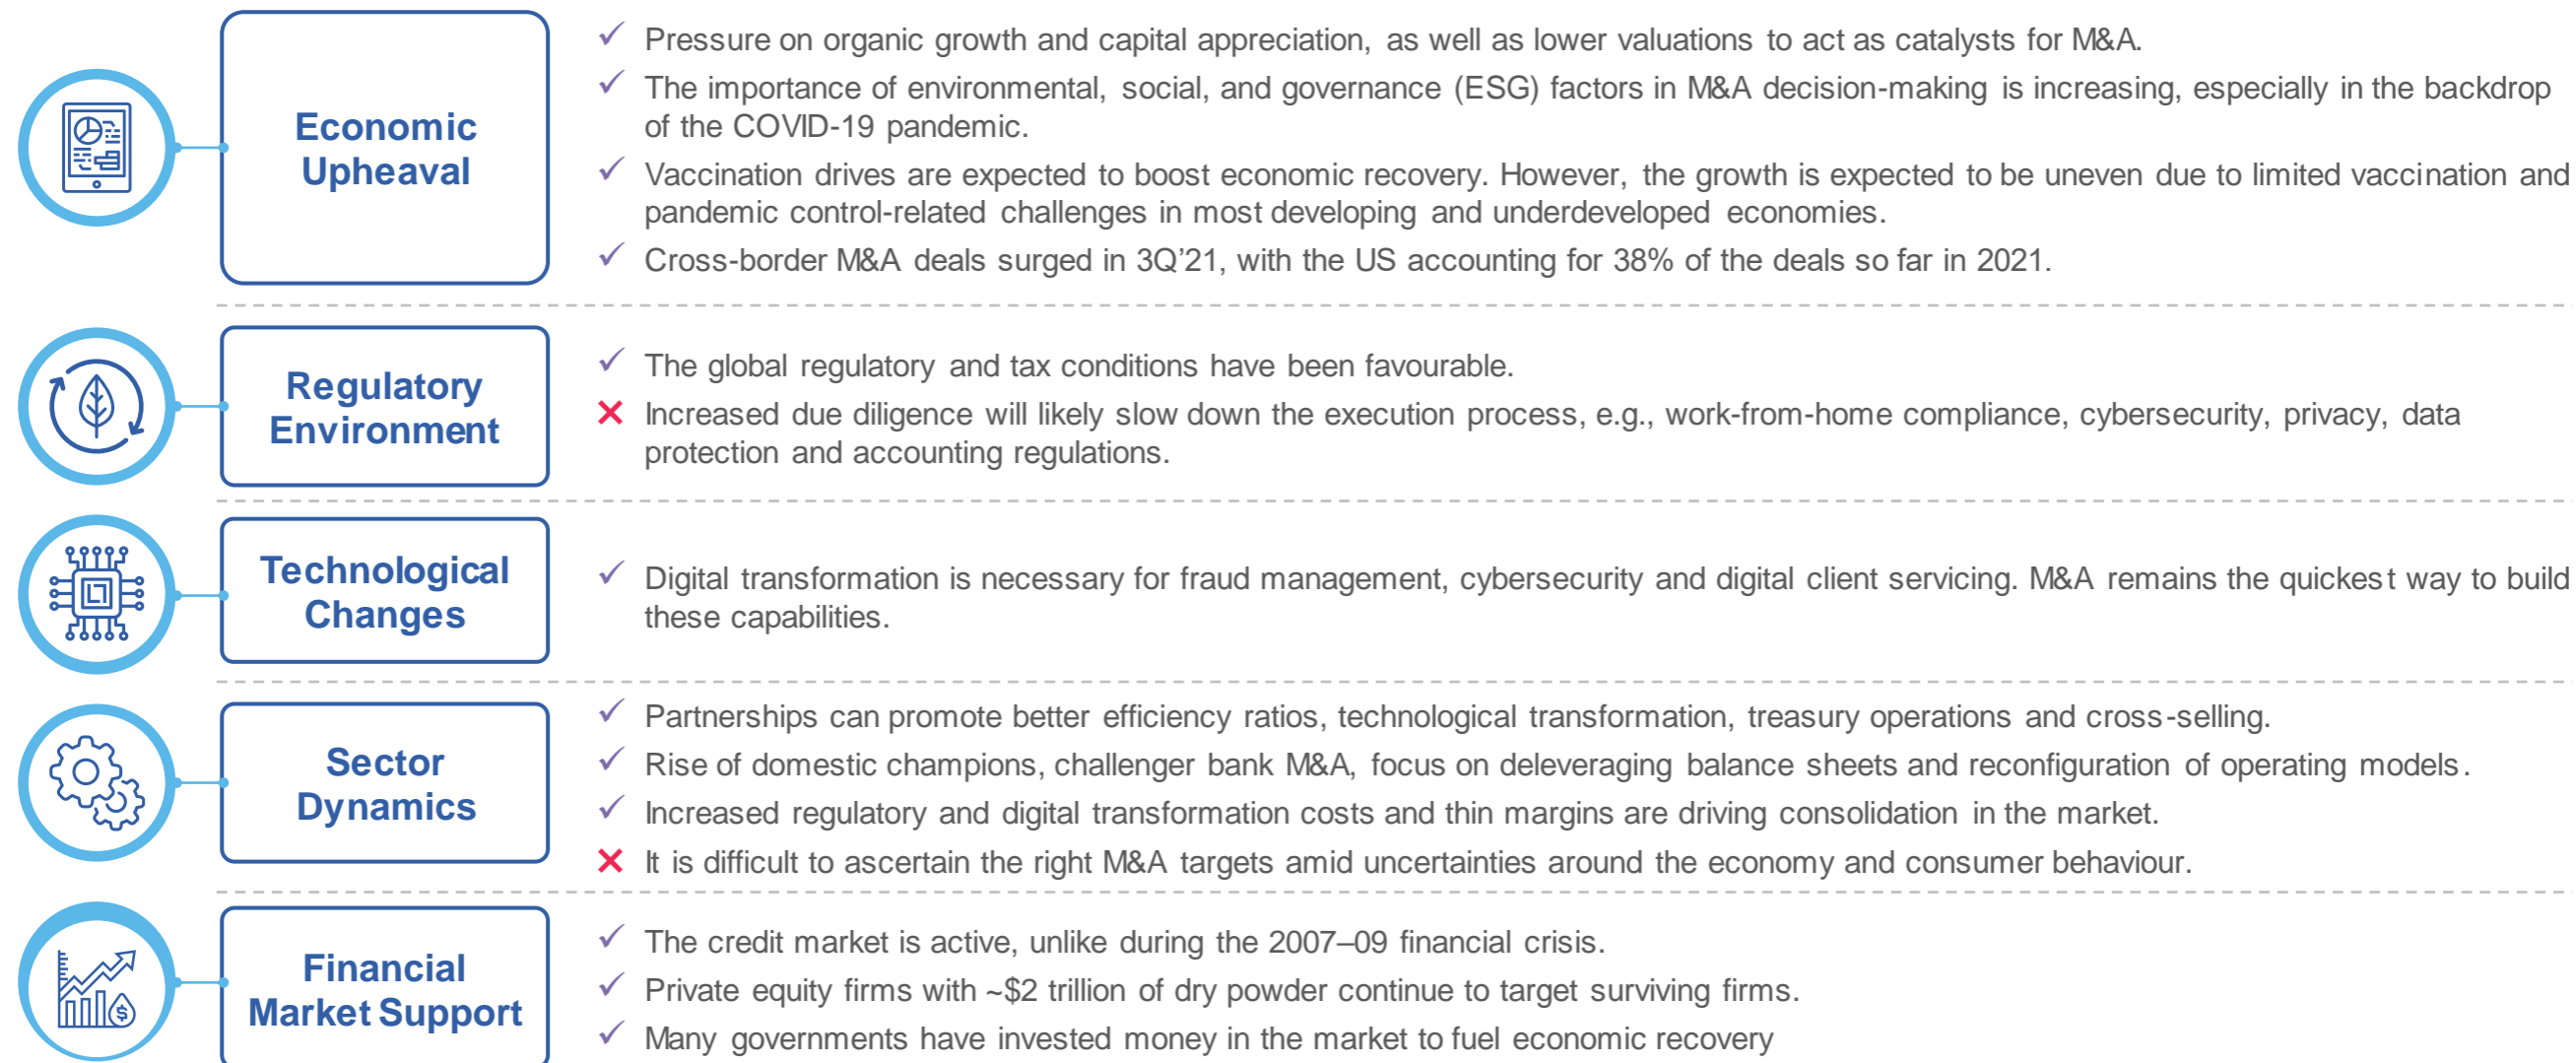 Economic
Upheaval
✓ Pressure on organic growth and capital appreciation, as well as lower valuations to act as catalysts for M&A.
✓ The importance of environmental, social, and governance (ESG) factors in M&A decision-making is increasing, especially in the backdrop
of the COVID-19 pandemic.
✓ Vaccination drives are expected to boost economic recovery. However, the growth is expected to be uneven due to limited vaccination and
pandemic control-related challenges in most developing and underdeveloped economies.
✓ Cross-border M&A deals surged in 3Q’21, with the US accounting for 38% of the deals so far in 2021.
Regulatory
Environment
✓ The global regulatory and tax conditions have been favourable.
✕ Increased due diligence will likely slow down the execution process, e.g., work-from-home compliance, cybersecurity, privacy, data
protection and accounting regulations.
Technological
Changes
✓ Digital transformation is necessary for fraud management, cybersecurity and digital client servicing. M&A remains the quickest way to build
these capabilities.
Sector
Dynamics
✓ Partnerships can promote better efficiency ratios, technological transformation, treasury operations and cross-selling.
✓ Rise of domestic champions, challenger bank M&A, focus on deleveraging balance sheets and reconfiguration of operating models.
✓ Increased regulatory and digital transformation costs and thin margins are driving consolidation in the market.
✕ It is difficult to ascertain the right M&A targets amid uncertainties around the economy and consumer behaviour.
Financial
Market Support
✓ The credit market is active, unlike during the 2007–09 financial crisis.
✓ Private equity firms with ~$2 trillion of dry powder continue to target surviving firms.
✓ Many governments have invested money in the market to fuel economic recovery